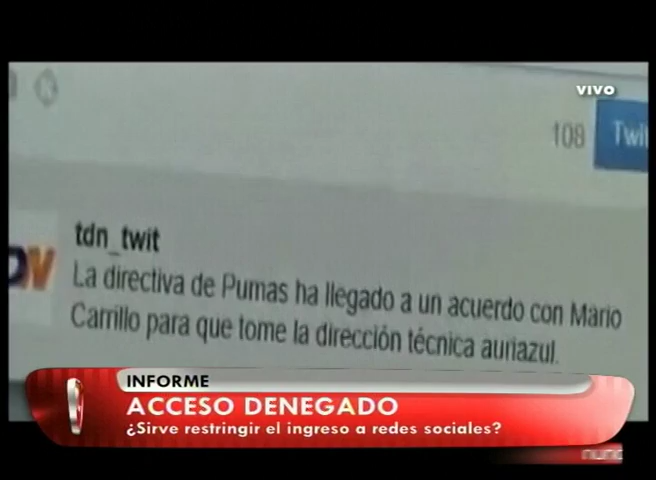 VIVO
108
Twi
tdn_twit
La directiva de Pumas ha llegado a un acuerdo con Mario
Carrillo para que tome la dirección técnica auriazul.
INFORME
ACCESO DENEGADO
¿Sirve restringir el ingreso a redes sociales?